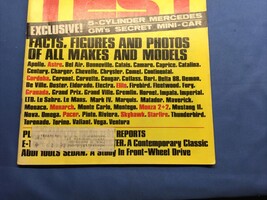 TEST
EXCLUSIVE! 5-CYLINDER MERCEDES
GM's SECRET MINI-CAR
FACTS, FIGURES AND PHOTOS
OF ALL MAKES AND MODELS
Apollo. Astre. Bel Air. Bonneville. Calais. Camaro. Caprice. Catalina.
Century. Charger. Chevelle. Chrysler. Comet. Continental.
Cordoba. Coronet. Corvette. Cougar. Cutlass. Dart. Delta 88. Demon.
De Ville. Duster. Eldorado. Electra. Elite. Firebird. Fleetwood. Fury.
Granada. Grand Prix. Grand Ville. Gremlin. Hornet. Impala. Imperial.
LTD. Le Sabre. Le Mans. Mark IV. Marquis. Matador. Maverick.
Monaco. Monarch. Monte Carlo. Montego. Monza 2+2. Mustang II.
Nova. Omega. Pacer. Pinto. Riviera. Skyhawk. Starfire. Thunderbird.
Toronado. Torino. Valiant. Vega. Ventura
REPORTS
A Contemporary Classic
A Study In Front-Wheel Drive